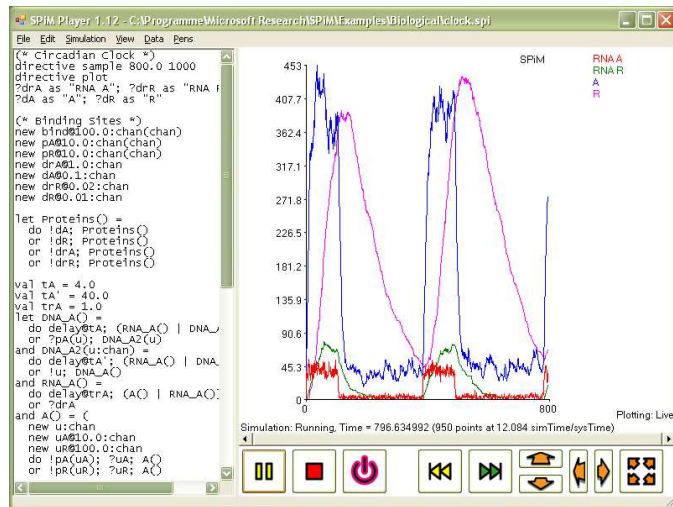 SPiM Player 1.12 - C:\Programme\Microsoft Research\SPiM\Examples\Biological\clock.spi
File Edit Simulation View Data Pens
(* Circadian Clock *)
directive sample 800.0 1000
directive plot
?drA as "RNA A"; ?drR as "RNA R
?dA as "A"; ?dR as "R"
(* Binding Sites *)
new bind@100.0:chan(chan)
new pA@10.0:chan(chan)
new pR@10.0:chan(chan)
new drA@1.0:chan
new dA@0.1:chan
new drR@0.02:chan
new dR@0.01:chan
let Proteins() =
do !dA; Proteins()
or !dR; Proteins()
or !drA; Proteins()
or !drR; Proteins()
val tA = 4.0
val tA' = 40.0
val trA = 1.0
let DNA_A() =
do delay@tA; (RNA_A() | DNA_A
or ?pA(u); DNA_A2(u)
and DNA_A2(u:chan) =
do delay@tA'; (RNA_A() | DNA_
or !u; DNA_A()
and RNA_A() =
do delay@trA; (A() | RNA_A()
or ?drA
and A() = (
new u:chan
new uA@10.0:chan
new uR@100.0:chan
do !pA(uA); ?uA; A()
or !pR(uR); ?uR; A()
SPiM
RNA A
RNA R
A
R
453
407.7
362.4
317.1
271.8
226.5
181.2
135.9
90.6
45.3
0
0 800
Plotting: Live
Simulation: Running, Time = 796.634992 (950 points at 12.084 simTime/sysTime)